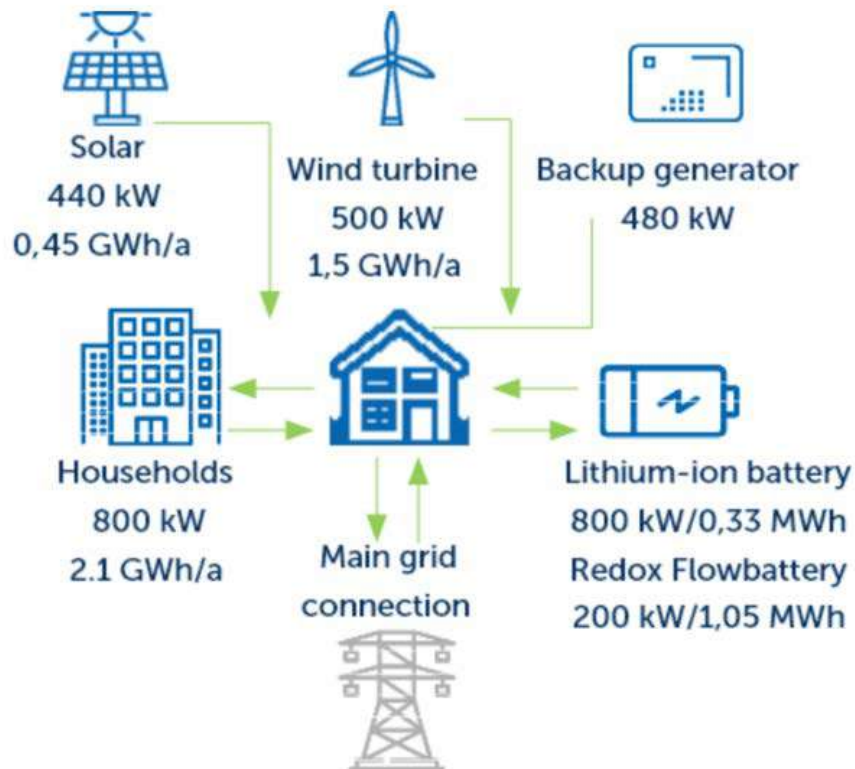 Solar
440 kW
0,45 GWh/a
Wind turbine
500 kW
1,5 GWh/a
Backup generator
480 kW
Households
800 kW
2.1 GWh/a
Main grid
connection
Lithium-ion battery
800 kW/0,33 MWh
Redox Flowbattery
200 kW/1,05 MWh